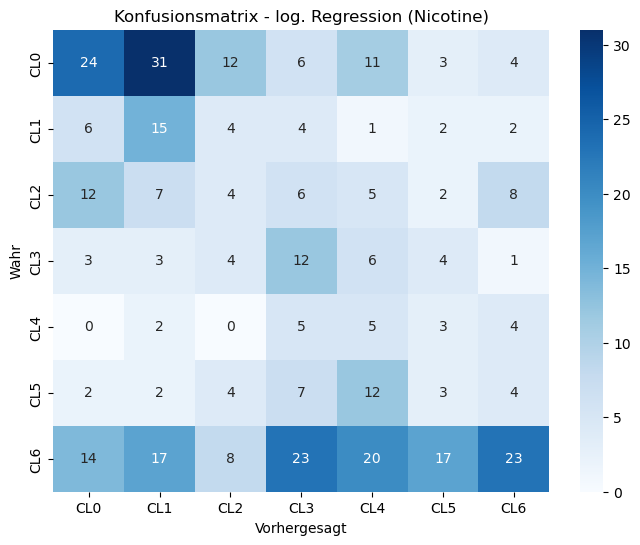 Konfusionsmatrix - log. Regression (Nicotine)
CL0 24 31 12 6 11 3 4
CL1 6 15 4 4 1 2 2
CL2 12 7 4 6 5 2 8
CL3 3 3 4 12 6 4 1
CL4 0 2 0 5 5 3 4
CL5 2 2 4 7 12 3 4
CL6 14 17 8 23 20 17 23
CL0 CL1 CL2 CL3 CL4 CL5 CL6
Wahr
Vorhergesagt
30
25
20
15
10
5
0